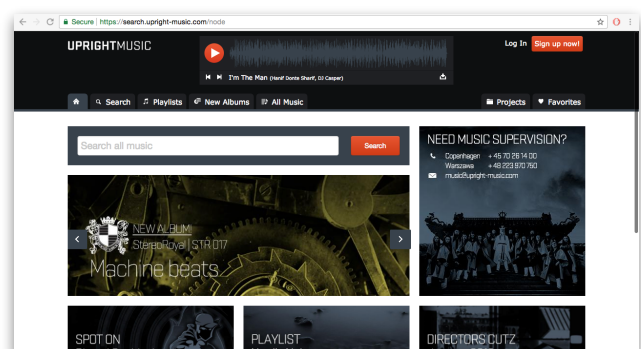 Secure https://search.upright-music.com/node
UPRIGHTMUSIC
Log In Sign up now!
I'm The Man (Hanif Donte Sharif, DJ Casper)
Search Playlists New Albums All Music Projects Favorites
Search all music Search
NEED MUSIC SUPERVISION?
Copenhagen + 45 70 26 14 00
Warszawa + 48 223 970 760
music@upright-music.com
NEW ALBUM!
StereoRoyal | STR 017
Machine beats
SPOT ON
PLAYLIST
DIRECTORS CUTZ